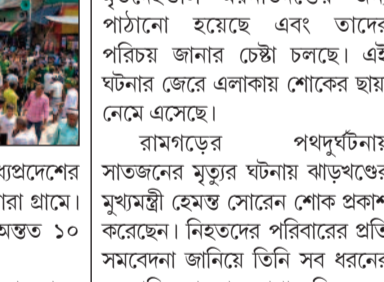 পাঠানো হয়েছে এবং তাদের
পরিচয় জানার চেষ্টা চলছে। এই
ঘটনার জেরে এলাকায় শোকের ছায়
নেমে এসেছে।
রামগড়ের পথদুর্ঘটনায়
সাতজনের মৃত্যুর ঘটনায় ঝাড়খণ্ডের
মুখ্যমন্ত্রী হেমন্ত সোরেন শোক প্রকাশ
করেছেন। নিহতদের পরিবারের প্রতি
সমবেদনা জানিয়ে তিনি সব ধরনের
ধ্যপ্রদেশের
রা গ্রামে।
ন্তত ১০